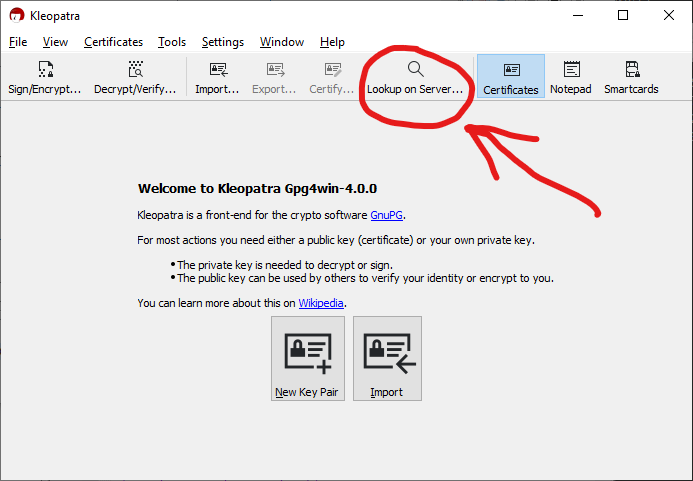 Kleopatra
File View Certificates Tools Settings Window Help
Sign/Encrypt... Decrypt/Verify... Import... Export... Certify... Lookup on Server... Certificates Notepad Smartcards
Welcome to Kleopatra Gpg4win-4.0.0
Kleopatra is a front-end for the crypto software GnuPG.
For most actions you need either a public key (certificate) or your own private key.
•The private key is needed to decrypt or sign.
•The public key can be used by others to verify your identity or encrypt to you.
You can learn more about this on Wikipedia.
New Key Pair Import